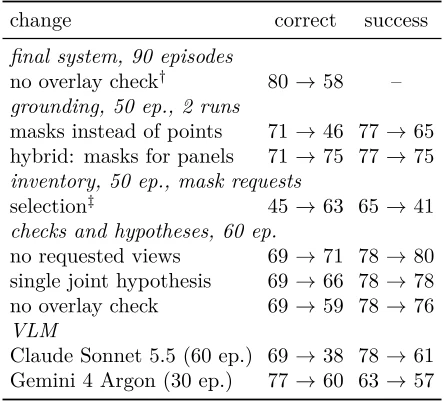 change correct success
final system, 90 episodes
no overlay check† 80 → 58 –
grounding, 50 ep., 2 runs
masks instead of points 71 → 46 77 → 65
hybrid: masks for panels 71 → 75 77 → 75
inventory, 50 ep., mask requests
selection‡ 45 → 63 65 → 41
checks and hypotheses, 60 ep.
no requested views 69 → 71 78 → 80
single joint hypothesis 69 → 66 78 → 78
no overlay check 69 → 59 78 → 76
VLM
Claude Sonnet 5.5 (60 ep.) 69 → 38 78 → 61
Gemini 4 Argon (30 ep.) 77 → 60 63 → 57